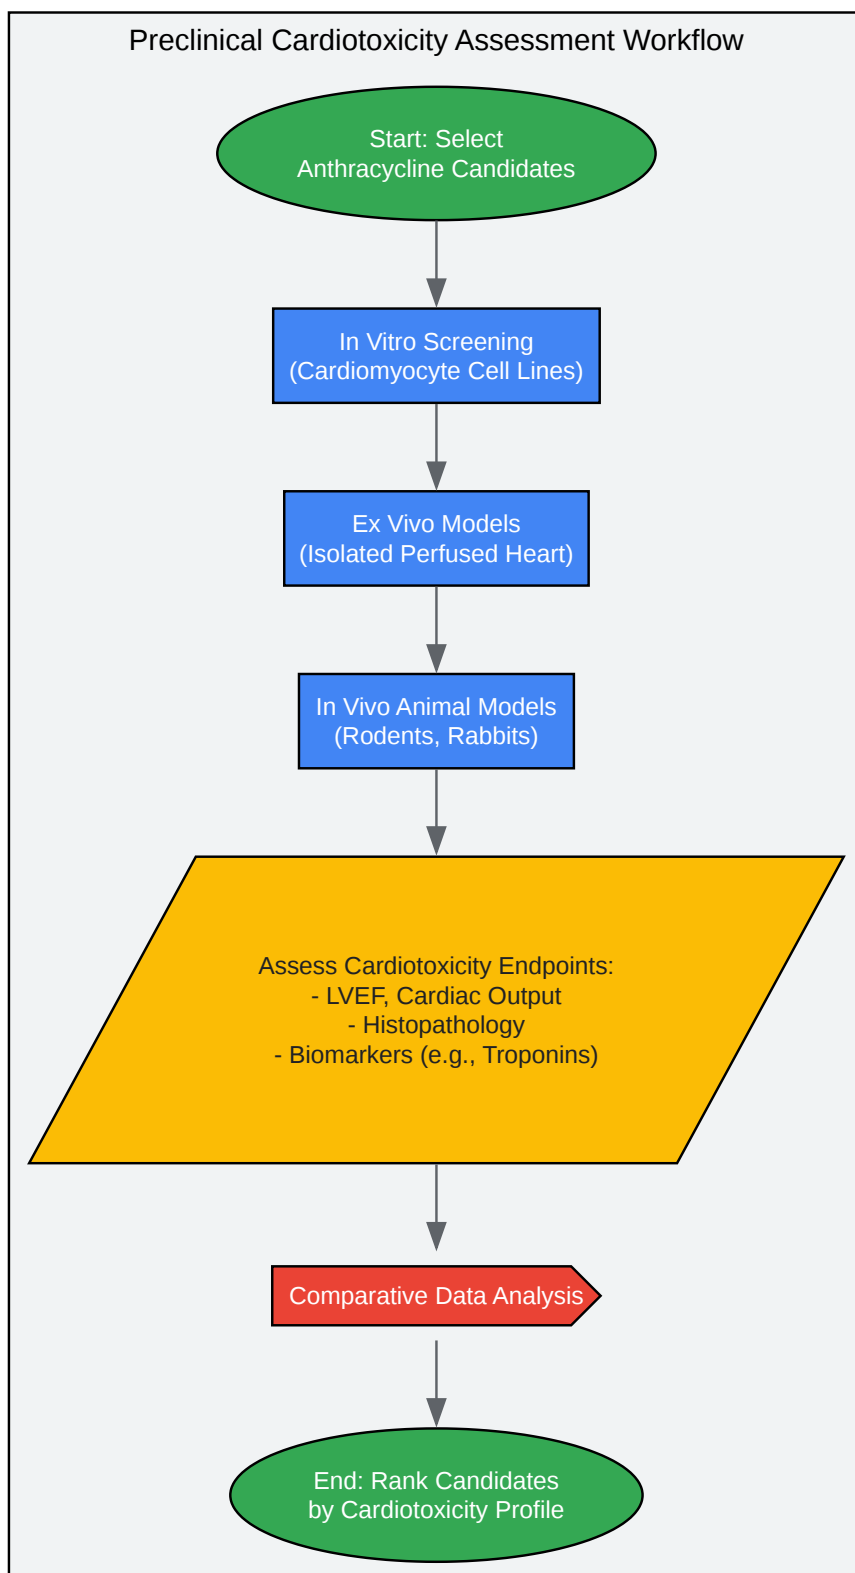 Preclinical Cardiotoxicity Assessment Workflow
Start: Select
Anthracycline Candidates
In Vitro Screening
(Cardiomyocyte Cell Lines)
Ex Vivo Models
(Isolated Perfused Heart)
In Vivo Animal Models
(Rodents, Rabbits)
Assess Cardiotoxicity Endpoints:
- LVEF, Cardiac Output
- Histopathology
- Biomarkers (e.g., Troponins)
Comparative Data Analysis
End: Rank Candidates
by Cardiotoxicity Profile